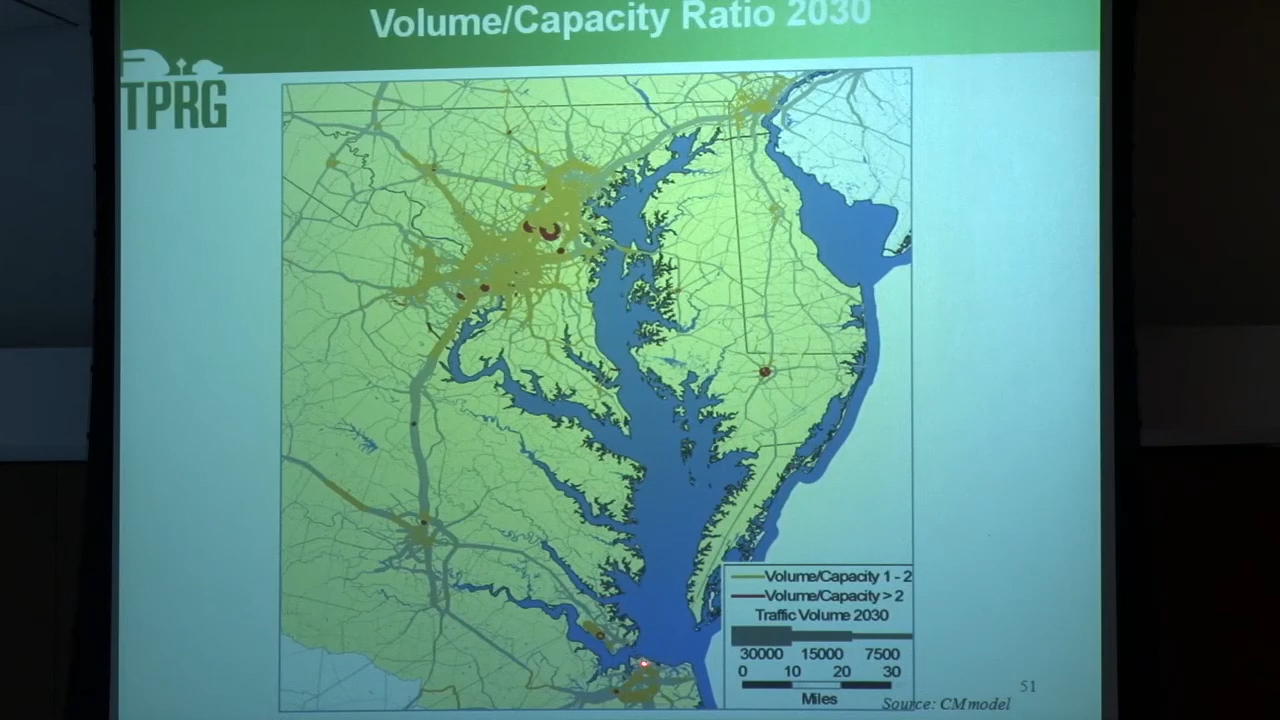 Volume/Capacity Ratio 2030
TPRG
Volume/Capacity 1 - 2
Volume/Capacity > 2
Traffic Volume 2030
30000 15000 7500
0 10 20 30
Miles
51
Source: CMmodel